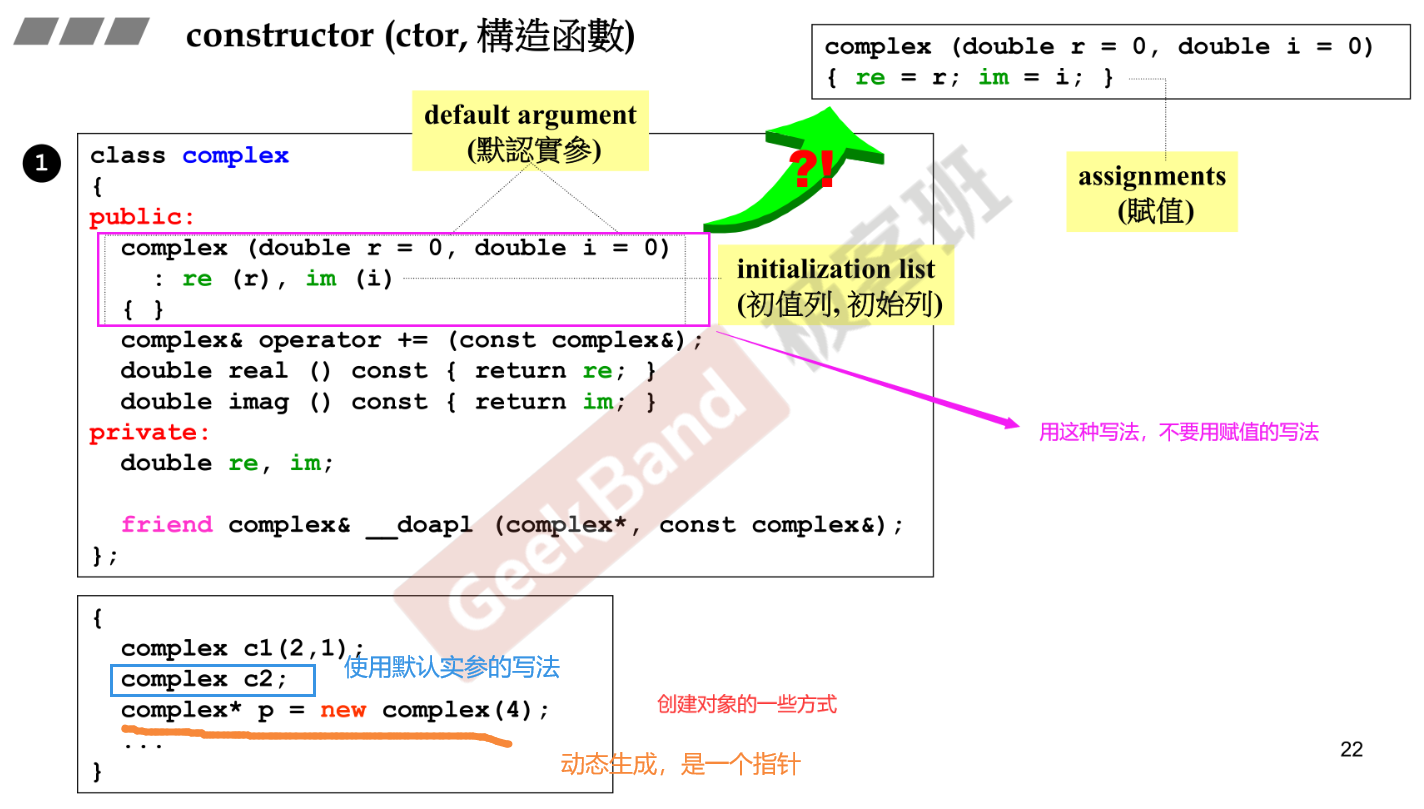 constructor (ctor, 構造函數)
complex (double r = 0, double i = 0)
{ re = r; im = i; }
assignments
(賦值)
default argument
(默認實參)
?!
1
class complex
{
public:
complex (double r = 0, double i = 0)
: re (r), im (i)
{ }
initialization list
(初值列, 初始列)
complex& operator += (const complex&);
double real () const { return re; }
double imag () const { return im; }
private:
double re, im;
friend complex& __doapl (complex*, const complex&);
};
用这种写法，不要用赋值的写法
{
complex c1(2,1);
complex c2;
使用默认实参的写法
complex* p = new complex(4);
...
}
创建对象的一些方式
动态生成，是一个指针
22
GeekBand 极客班